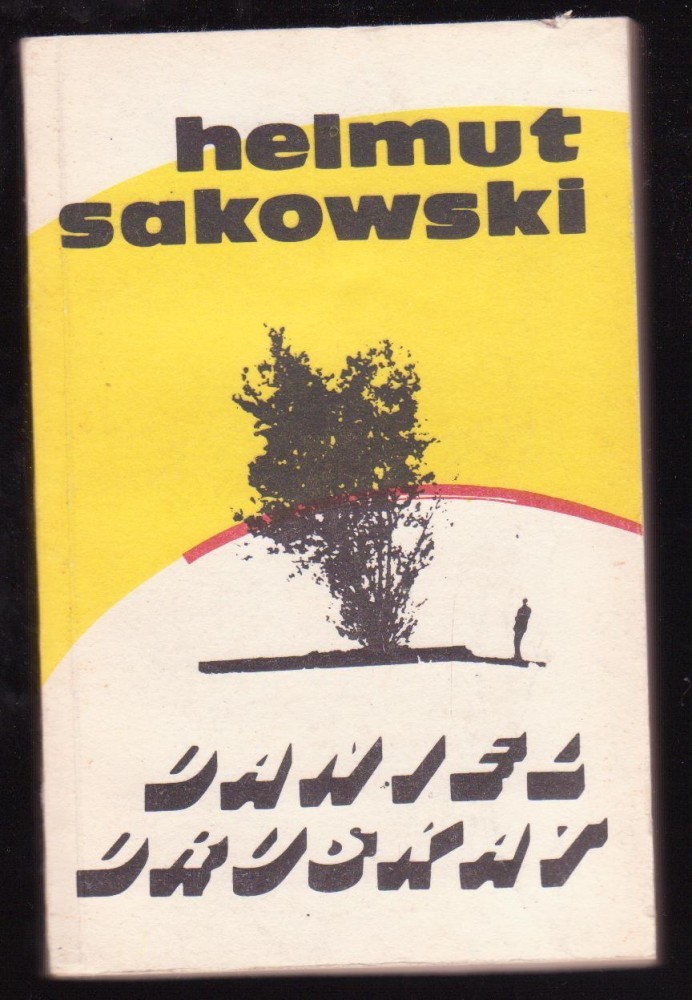 helmut
sakowski
DANIEL
DRUSKAT